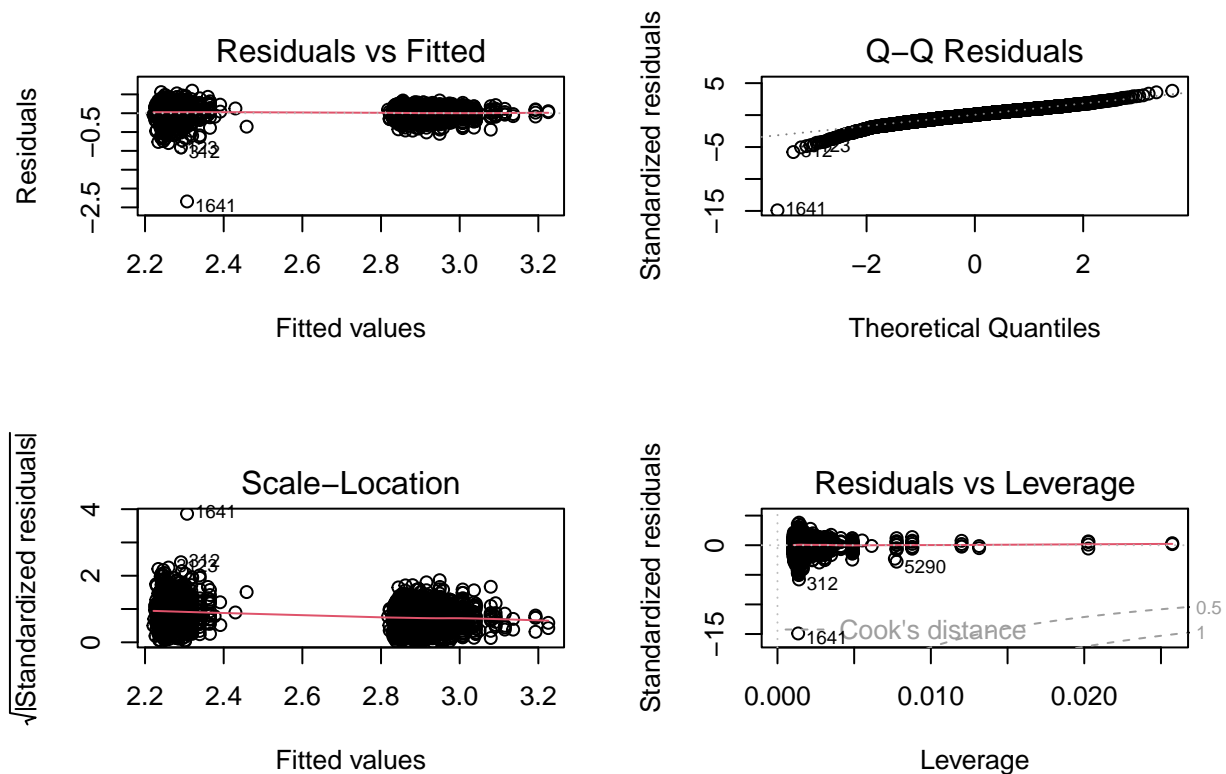 Residuals vs Fitted
Residuals
−0.5
−2.5
312
123
1641
2.2 2.4 2.6 2.8 3.0 3.2
Fitted values
Q−Q Residuals
Standardized residuals
5
−5
−15
312
123
1641
−2 0 2
Theoretical Quantiles
Scale−Location
√|Standardized residuals|
4
2
0
1641
312
123
2.2 2.4 2.6 2.8 3.0 3.2
Fitted values
Residuals vs Leverage
Standardized residuals
0
−15
5290
312
1641
Cook's distance
0.5
1
0.000 0.010 0.020
Leverage